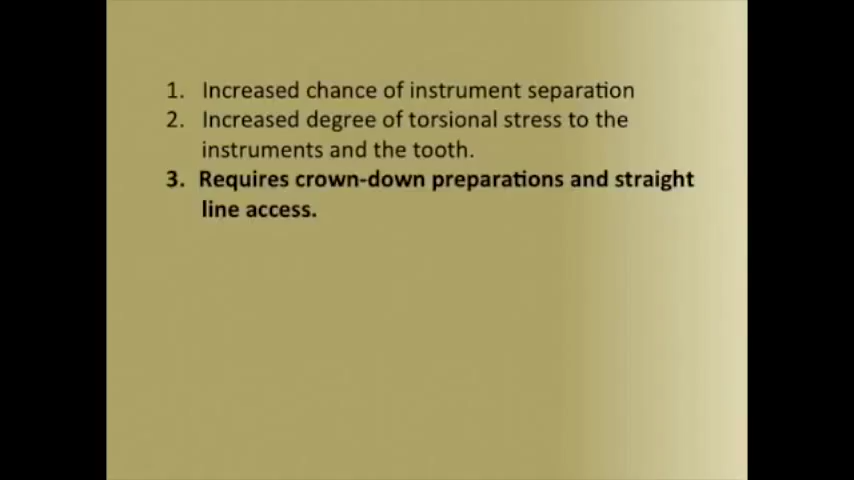 1. Increased chance of instrument separation
2. Increased degree of torsional stress to the
instruments and the tooth.
3. Requires crown-down preparations and straight
line access.